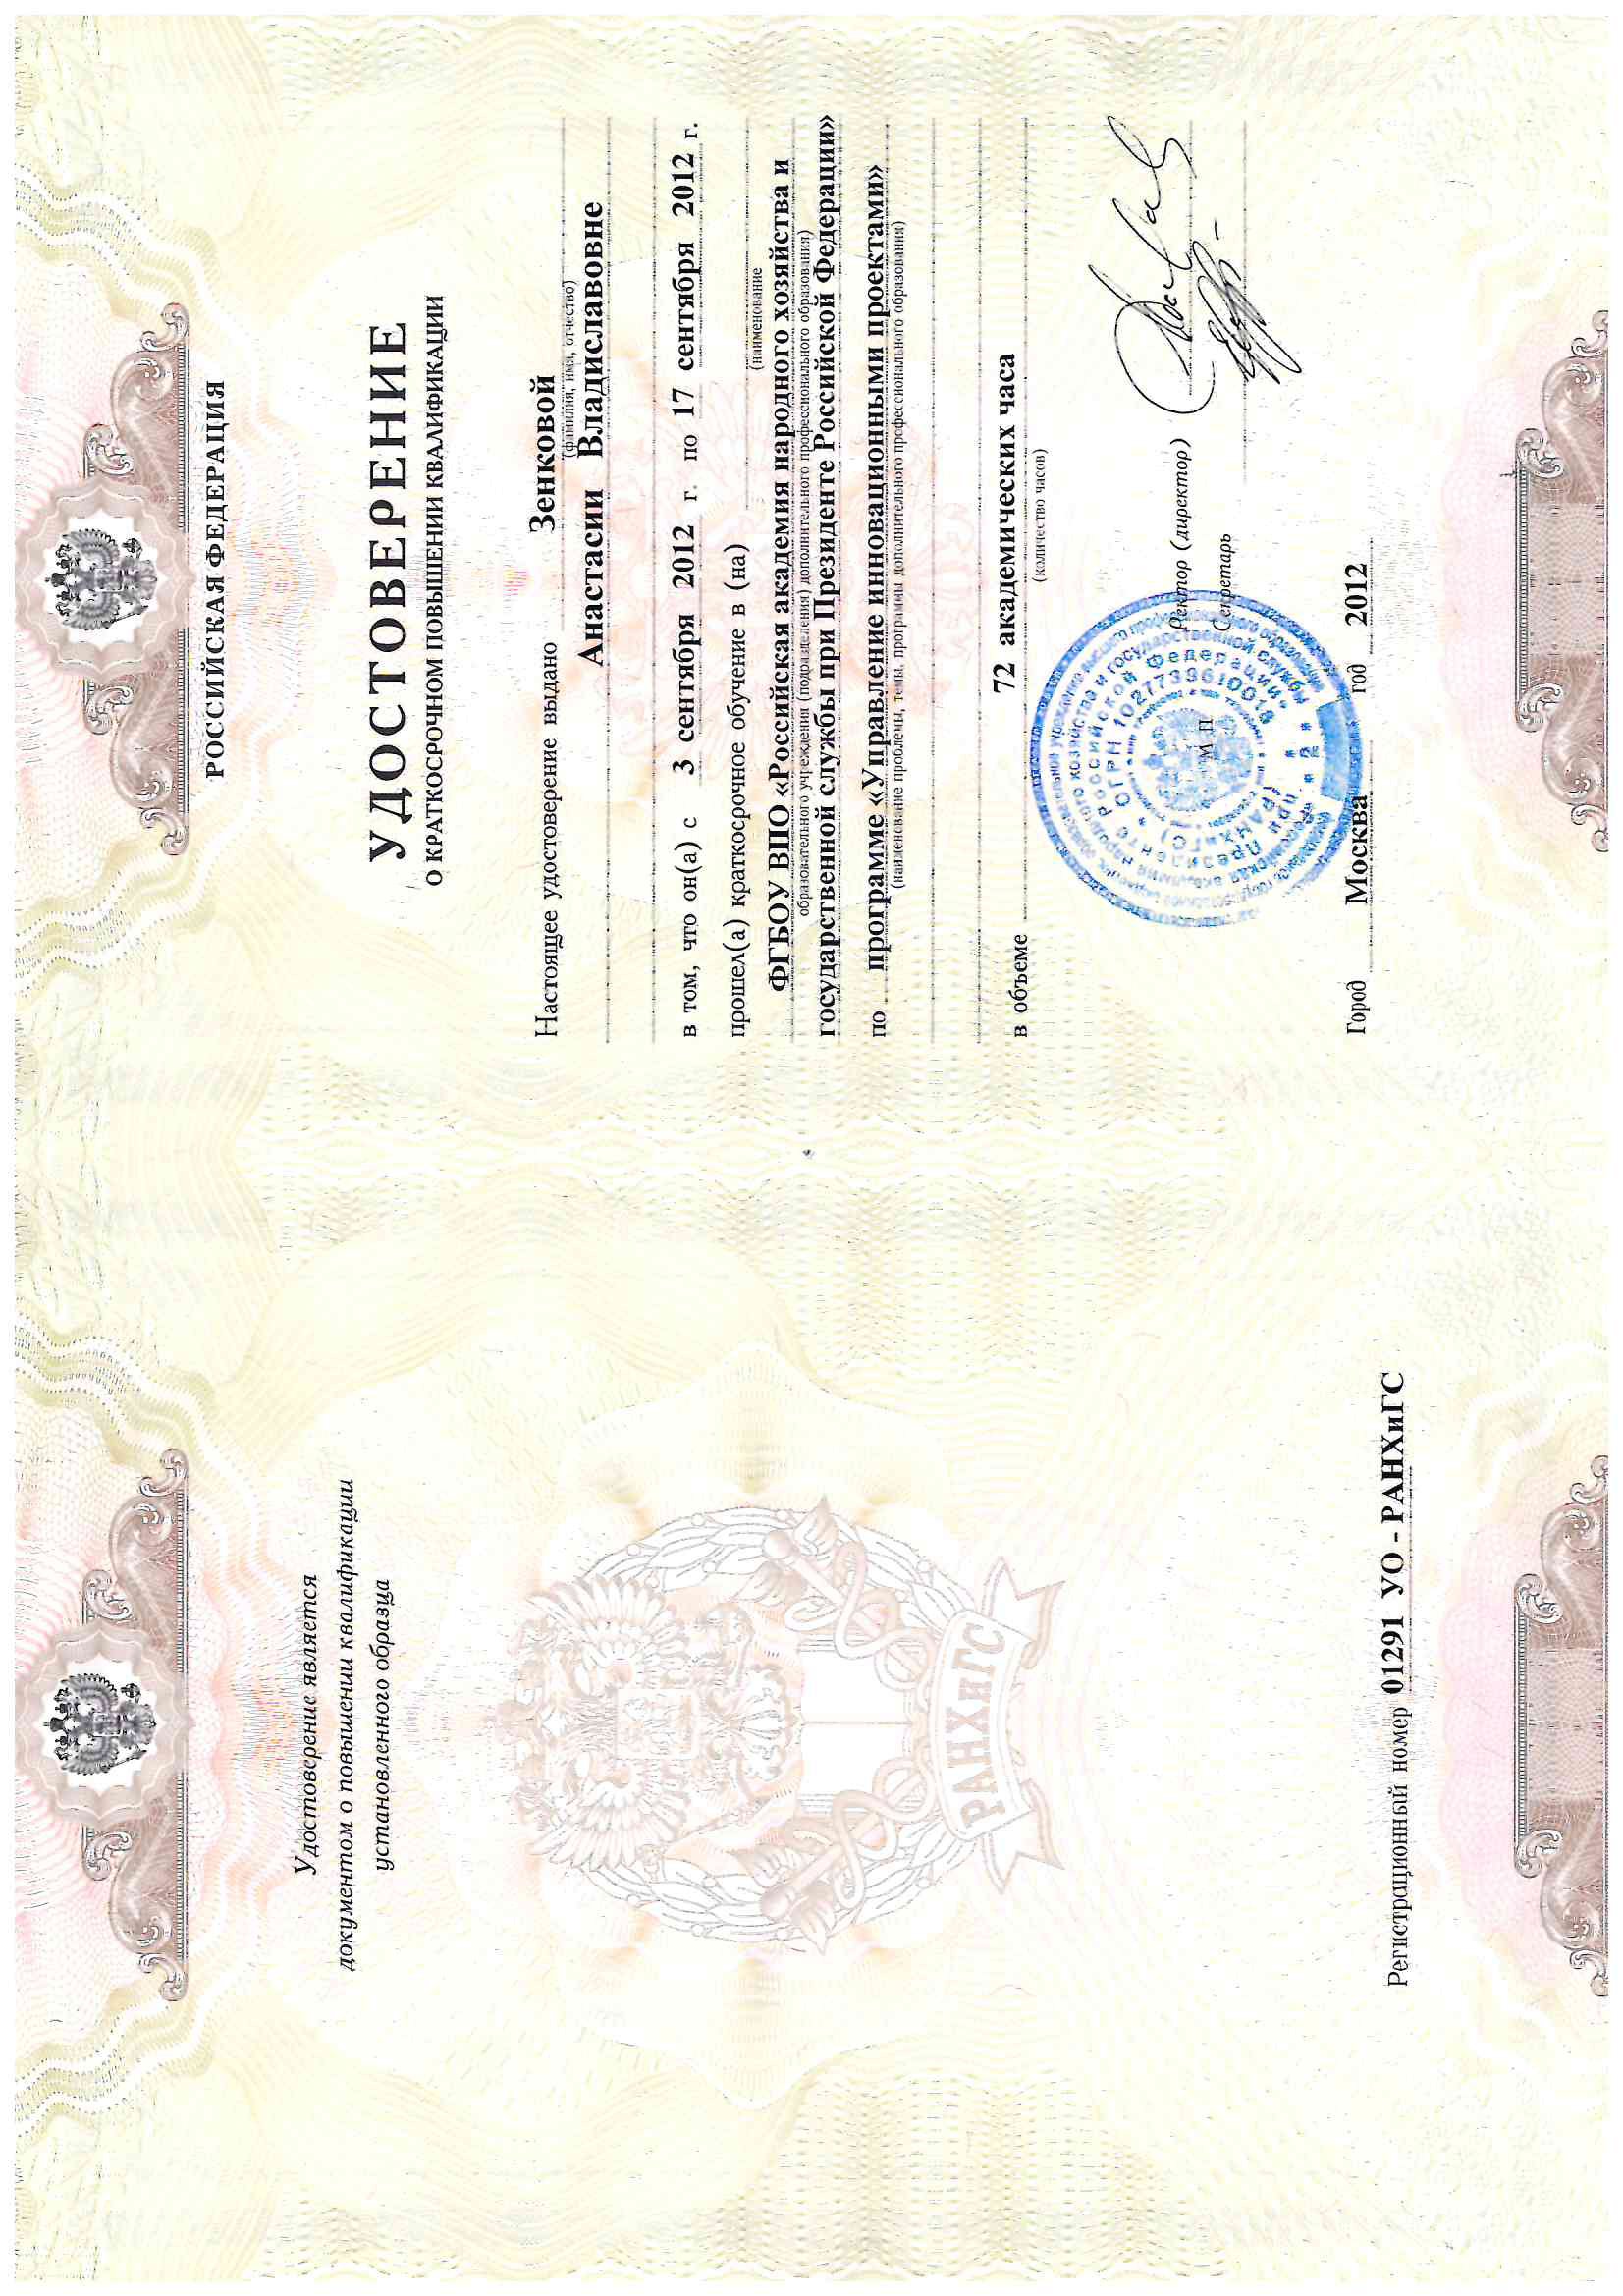 Удостоверение является
документом о повышении квалификации
установленного образца
РАНХиГС
Регистрационный номер 01291 УО - РАНХиГС
РОССИЙСКАЯ ФЕДЕРАЦИЯ
УДОСТОВЕРЕНИЕ
О КРАТКОСРОЧНОМ ПОВЫШЕНИИ КВАЛИФИКАЦИИ
Настоящее удостоверение выдано Зенковой
(фамилия, имя, отчество)
Анастасии Владиславовне
в том, что он(а) с 3 сентября 2012 г. по 17 сентября 2012 г.
прошел(а) краткосрочное обучение в (на)
(наименование
ФГБОУ ВПО «Российская академия народного хозяйства и
образовательного учреждения (подразделения) дополнительного профессионального образования)
государственной службы при Президенте Российской Федерации»
по программе «Управление инновационными проектами»
(наименование проблемы, темы, программы дополнительного профессионального образования)
в объеме 72 академических часа
(количество часов)
народного хозяйства и государственной службы
при Президенте Российской Федерации
(РАНХиГС) * ОГРН 1027739610018
* 2 *
М П
Ректор (директор)
Секретарь
Город Москва год 2012